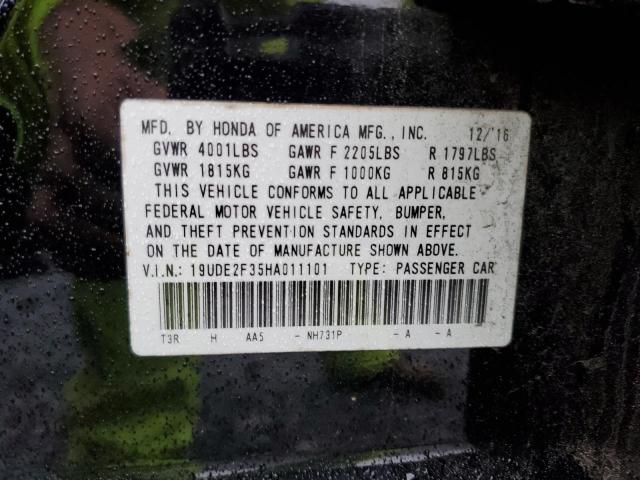 MFD. BY HONDA OF AMERICA MFG., INC. 12/'16
GVWR 4001LBS GAWR F 2205LBS R 1797LBS
GVWR 1815KG GAWR F 1000KG R 815KG
THIS VEHICLE CONFORMS TO ALL APPLICABLE
FEDERAL MOTOR VEHICLE SAFETY, BUMPER,
AND THEFT PREVENTION STANDARDS IN EFFECT
ON THE DATE OF MANUFACTURE SHOWN ABOVE.
V.I.N.: 19UDE2F35HA011101 TYPE: PASSENGER CAR
T3R H AA5 - NH731P - A - A